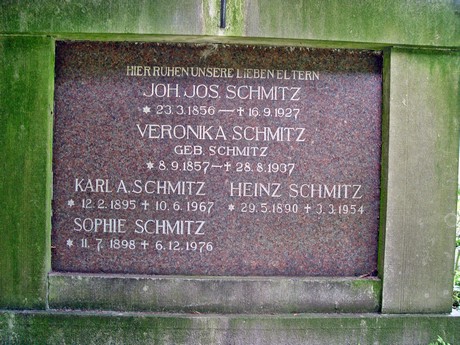 HIER RUHEN UNSERE LIEBEN ELTERN
JOH. JOS. SCHMITZ
* 23.3.1856 — † 16.9.1927
VERONIKA SCHMITZ
GEB. SCHMITZ
* 8.9.1857 — † 28.8.1937
KARL A. SCHMITZ HEINZ SCHMITZ
* 12.2.1895 † 10.6.1967 * 29.5.1890 † 3.3.1954
SOPHIE SCHMITZ
* 11.7.1898 † 6.12.1976